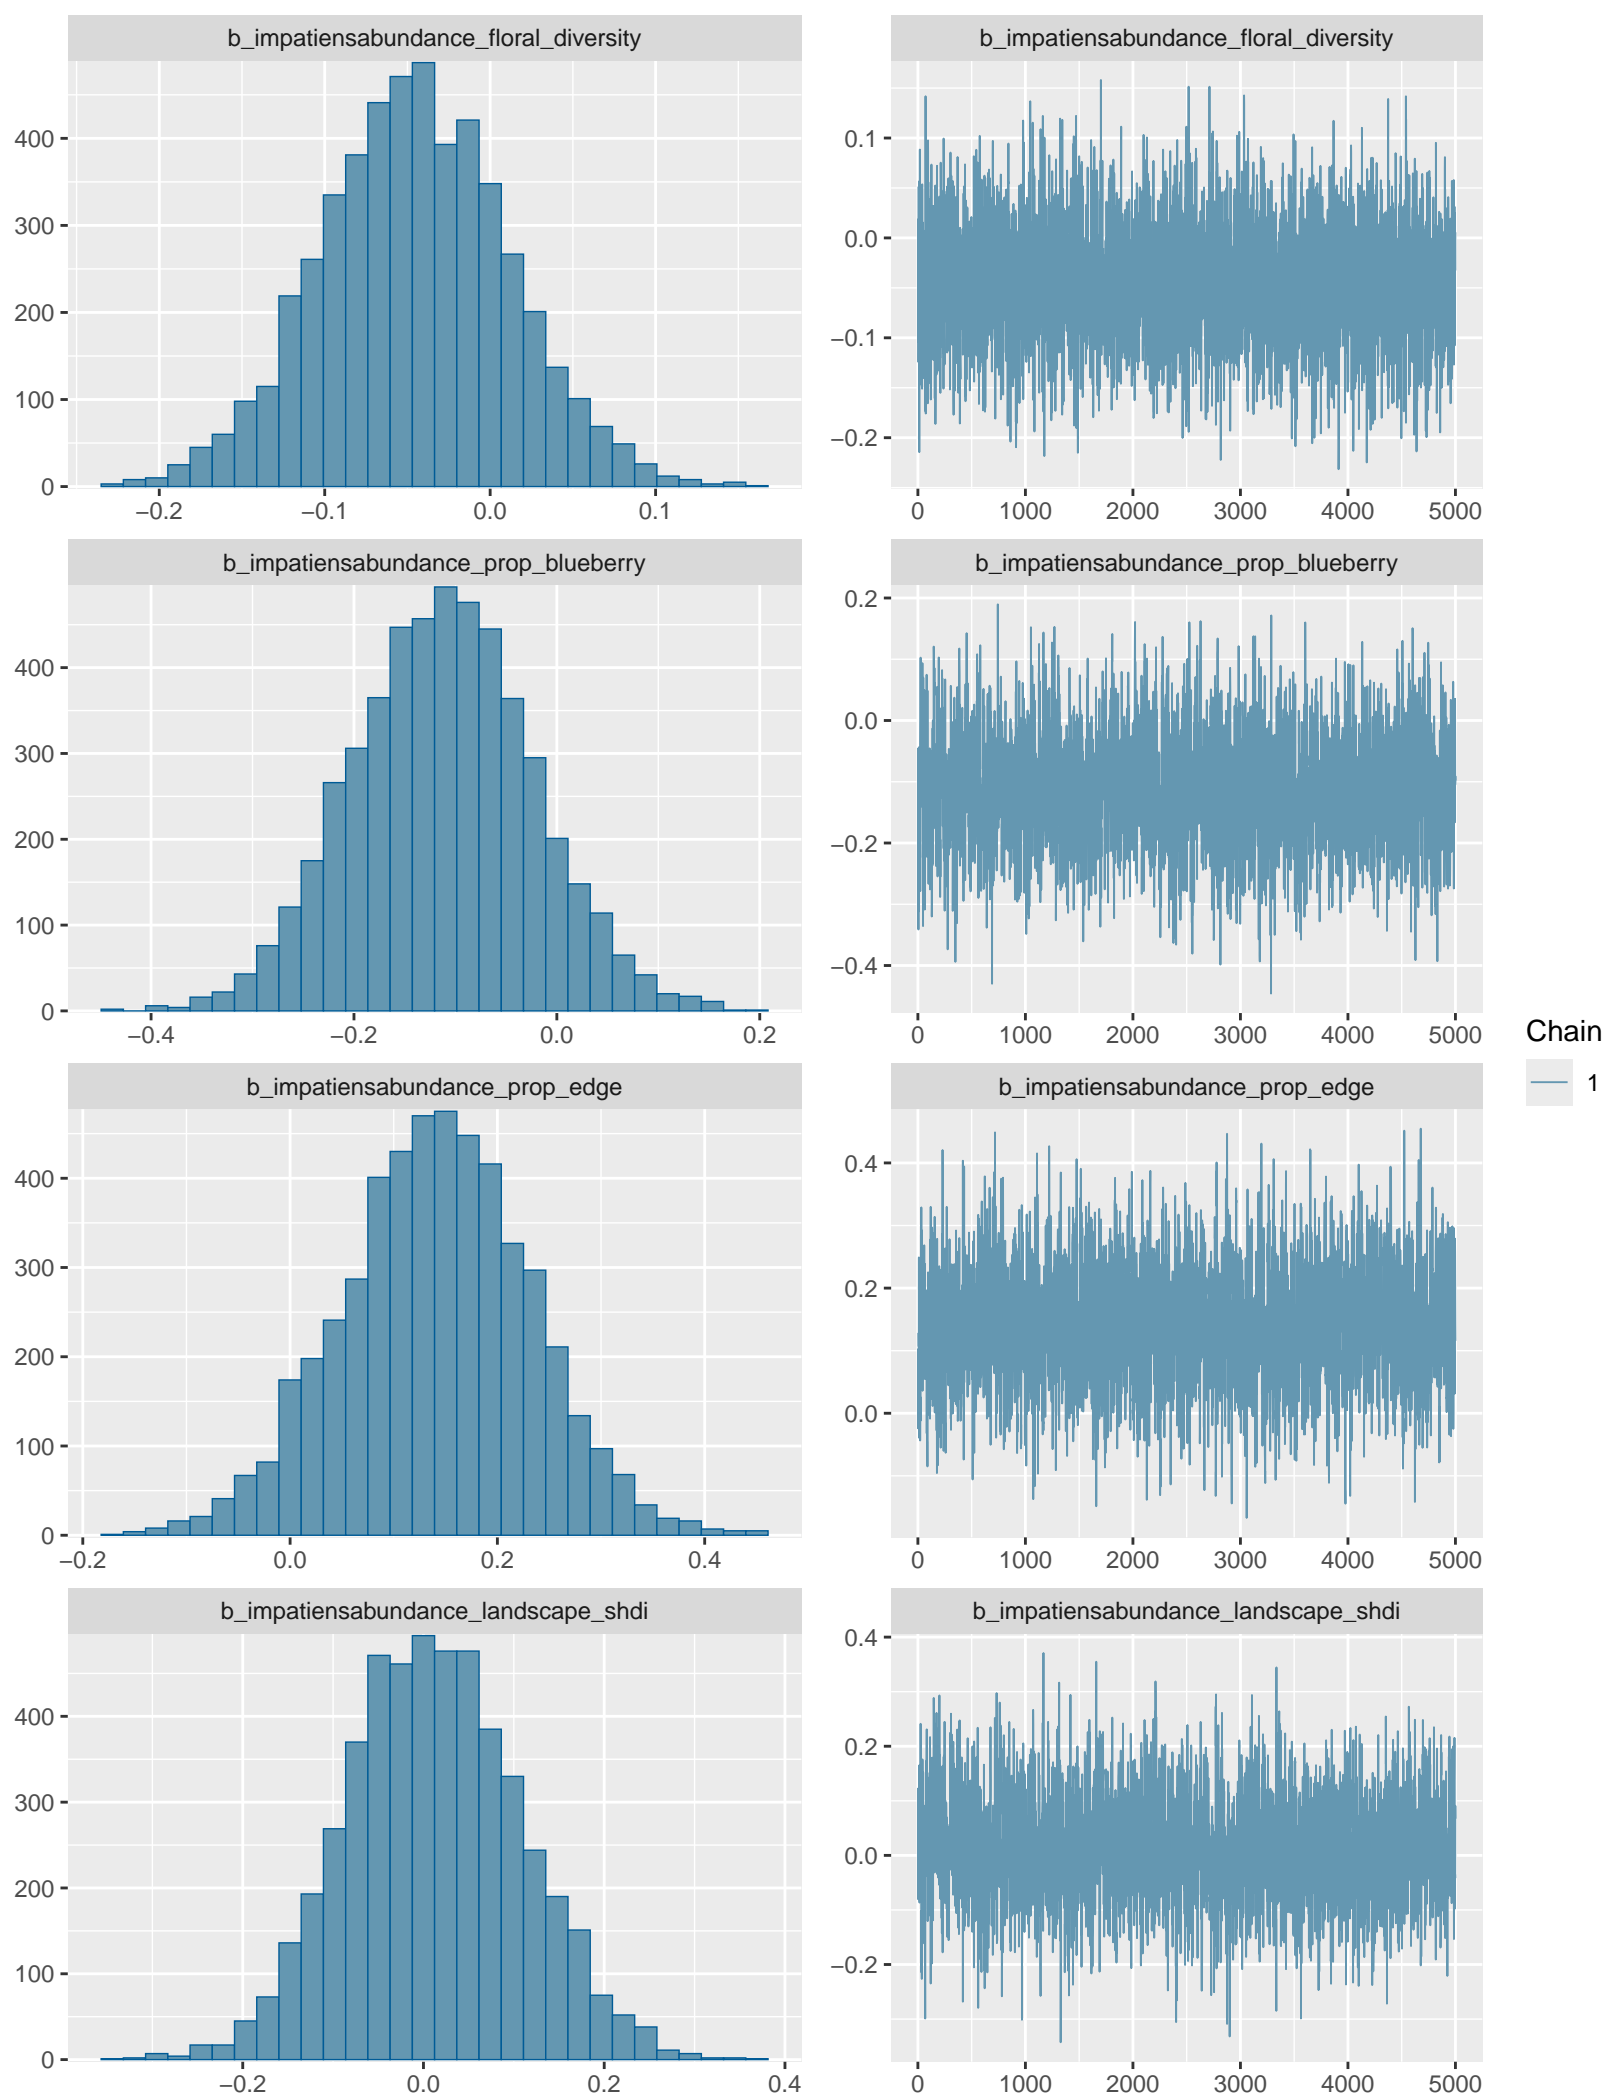 b_impatiensabundance_floral_diversity
400
300
200
100
0
−0.2 −0.1 0.0 0.1
b_impatiensabundance_floral_diversity
0.1
0.0
−0.1
−0.2
0 1000 2000 3000 4000 5000
b_impatiensabundance_prop_blueberry
400
300
200
100
0
−0.4 −0.2 0.0 0.2
b_impatiensabundance_prop_blueberry
0.2
0.0
−0.2
−0.4
0 1000 2000 3000 4000 5000
b_impatiensabundance_prop_edge
400
300
200
100
0
−0.2 0.0 0.2 0.4
b_impatiensabundance_prop_edge
0.4
0.2
0.0
0 1000 2000 3000 4000 5000
b_impatiensabundance_landscape_shdi
400
300
200
100
0
−0.2 0.0 0.2 0.4
b_impatiensabundance_landscape_shdi
0.4
0.2
0.0
−0.2
0 1000 2000 3000 4000 5000
Chain
1